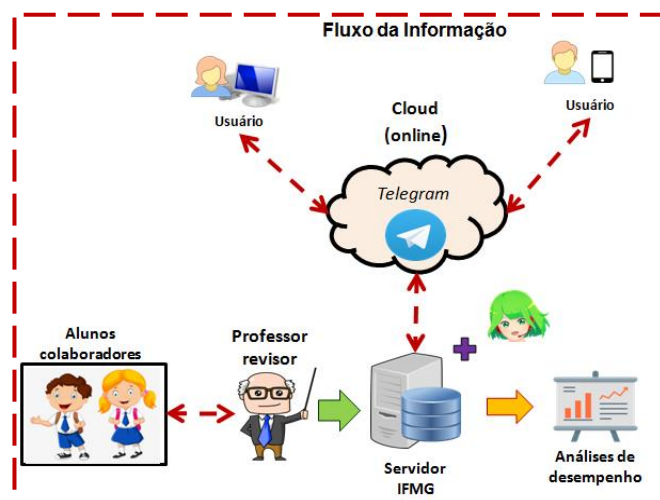 Fluxo da Informação
Usuário
Usuário
Cloud
(online)
Telegram
Alunos
colaboradores
Professor
revisor
Servidor
IFMG
Análises de
desempenho